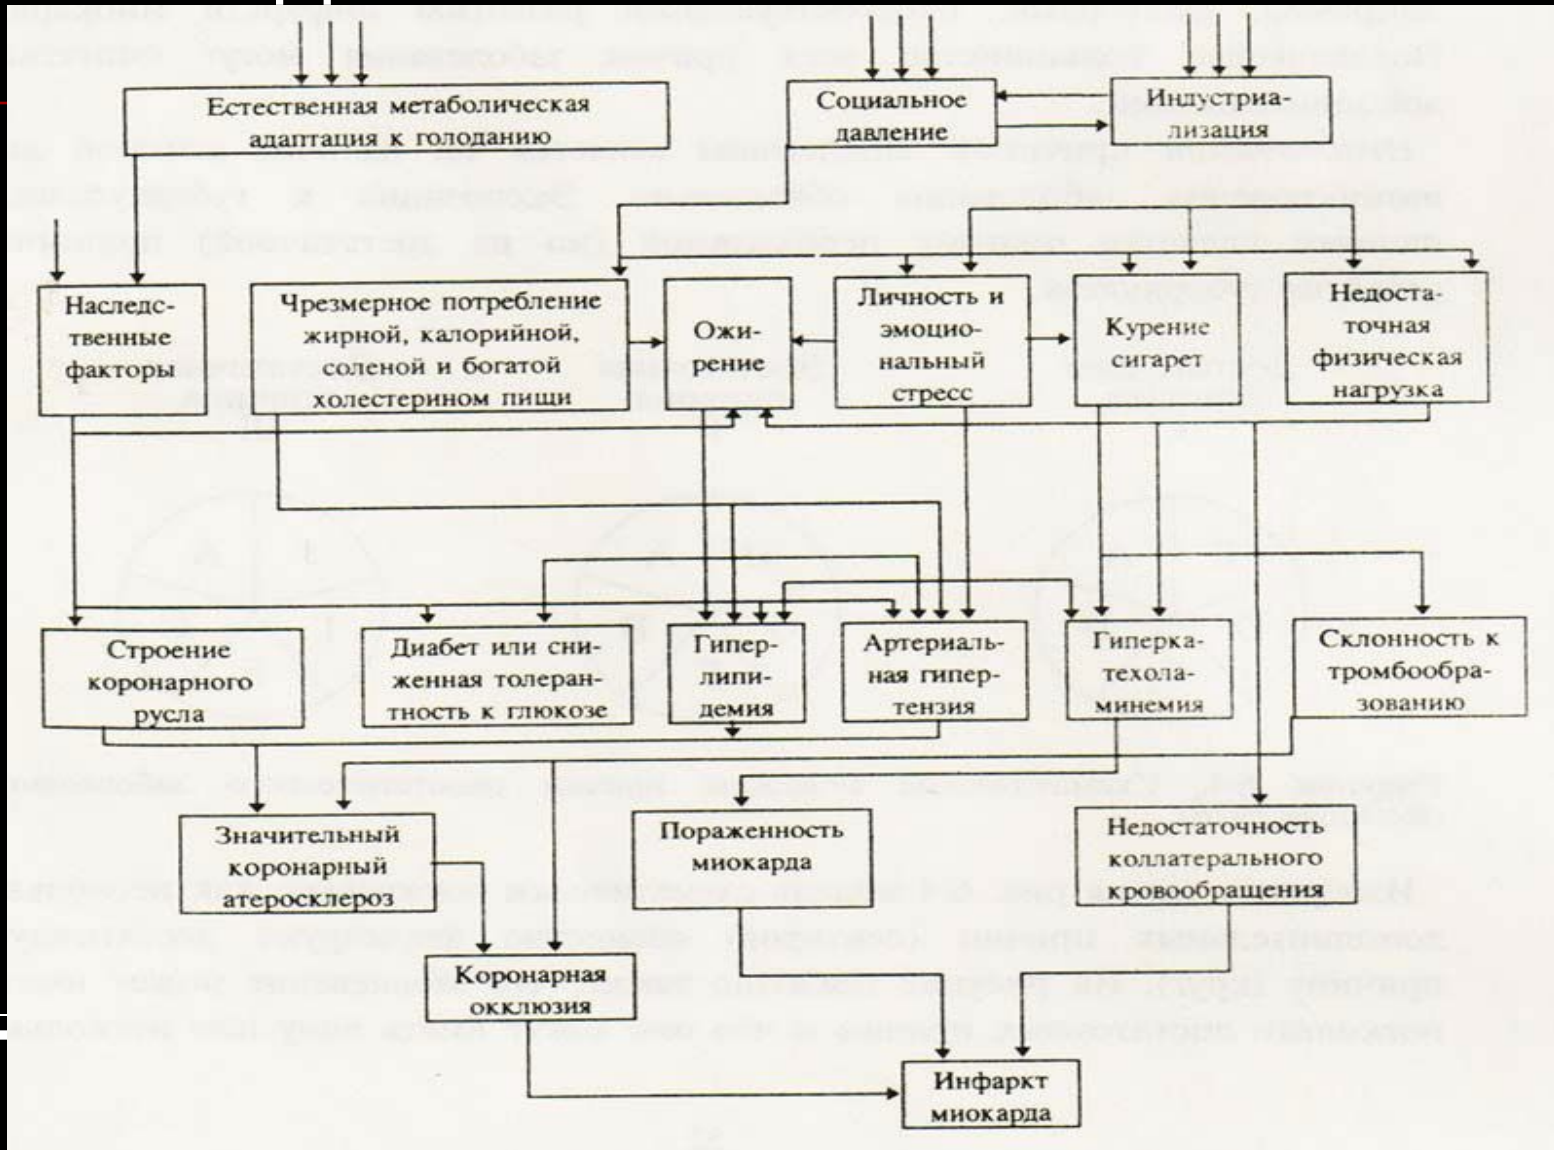 Естественная метаболическая
адаптация к голоданию
Социальное
давление
Индустриа-
лизация
Наследс-
твенные
факторы
Чрезмерное потребление
жирной, калорийной,
соленой и богатой
холестерином пищи
Ожи-
рение
Личность и
эмоцио-
нальный
стресс
Курение
сигарет
Недоста-
точная
физическая
нагрузка
Строение
коронарного
русла
Диабет или сни-
женная толеран-
тность к глюкозе
Гипер-
липи-
демия
Артериаль-
ная гипер-
тензия
Гиперка-
техола-
минемия
Склонность к
тромбообра-
зованию
Значительный
коронарный
атеросклероз
Пораженность
миокарда
Недостаточность
коллатерального
кровообращения
Коронарная
окклюзия
Инфаркт
миокарда